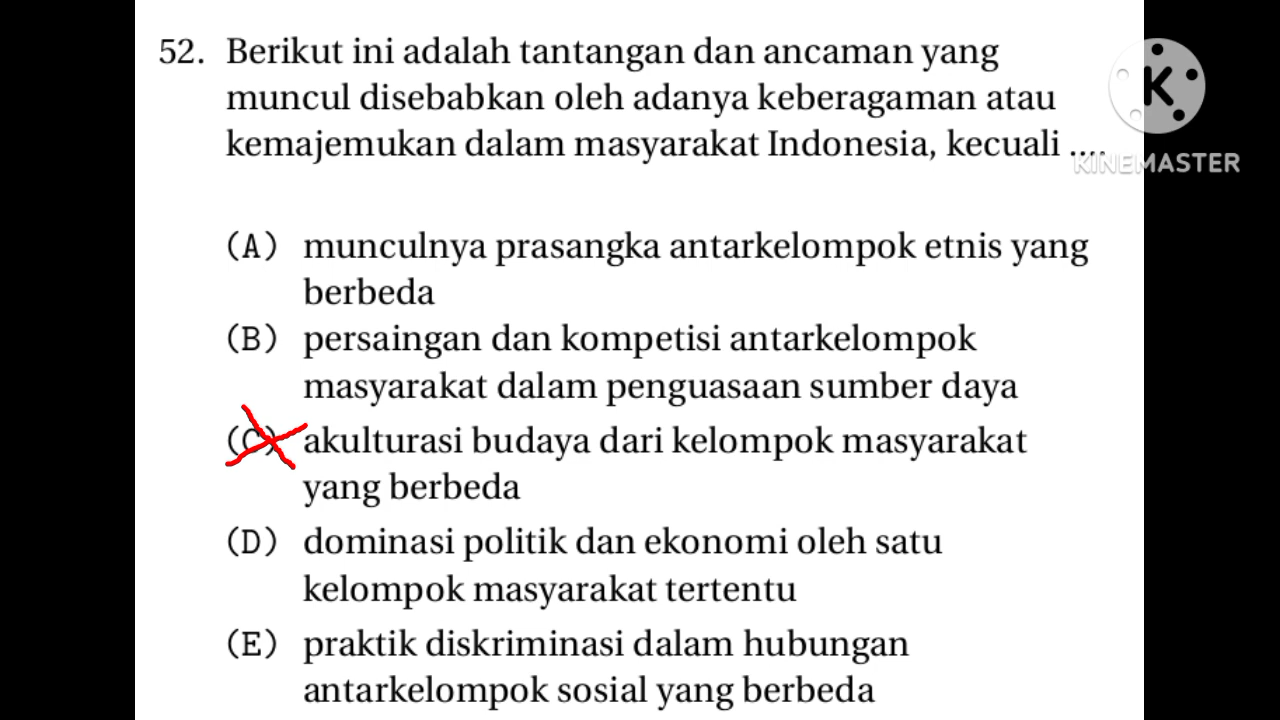 52. Berikut ini adalah tantangan dan ancaman yang
muncul disebabkan oleh adanya keberagaman atau
kemajemukan dalam masyarakat Indonesia, kecuali ....
K
KINEMASTER
(A) munculnya prasangka antarkelompok etnis yang
berbeda
(B) persaingan dan kompetisi antarkelompok
masyarakat dalam penguasaan sumber daya
(C) akulturasi budaya dari kelompok masyarakat
yang berbeda
(D) dominasi politik dan ekonomi oleh satu
kelompok masyarakat tertentu
(E) praktik diskriminasi dalam hubungan
antarkelompok sosial yang berbeda